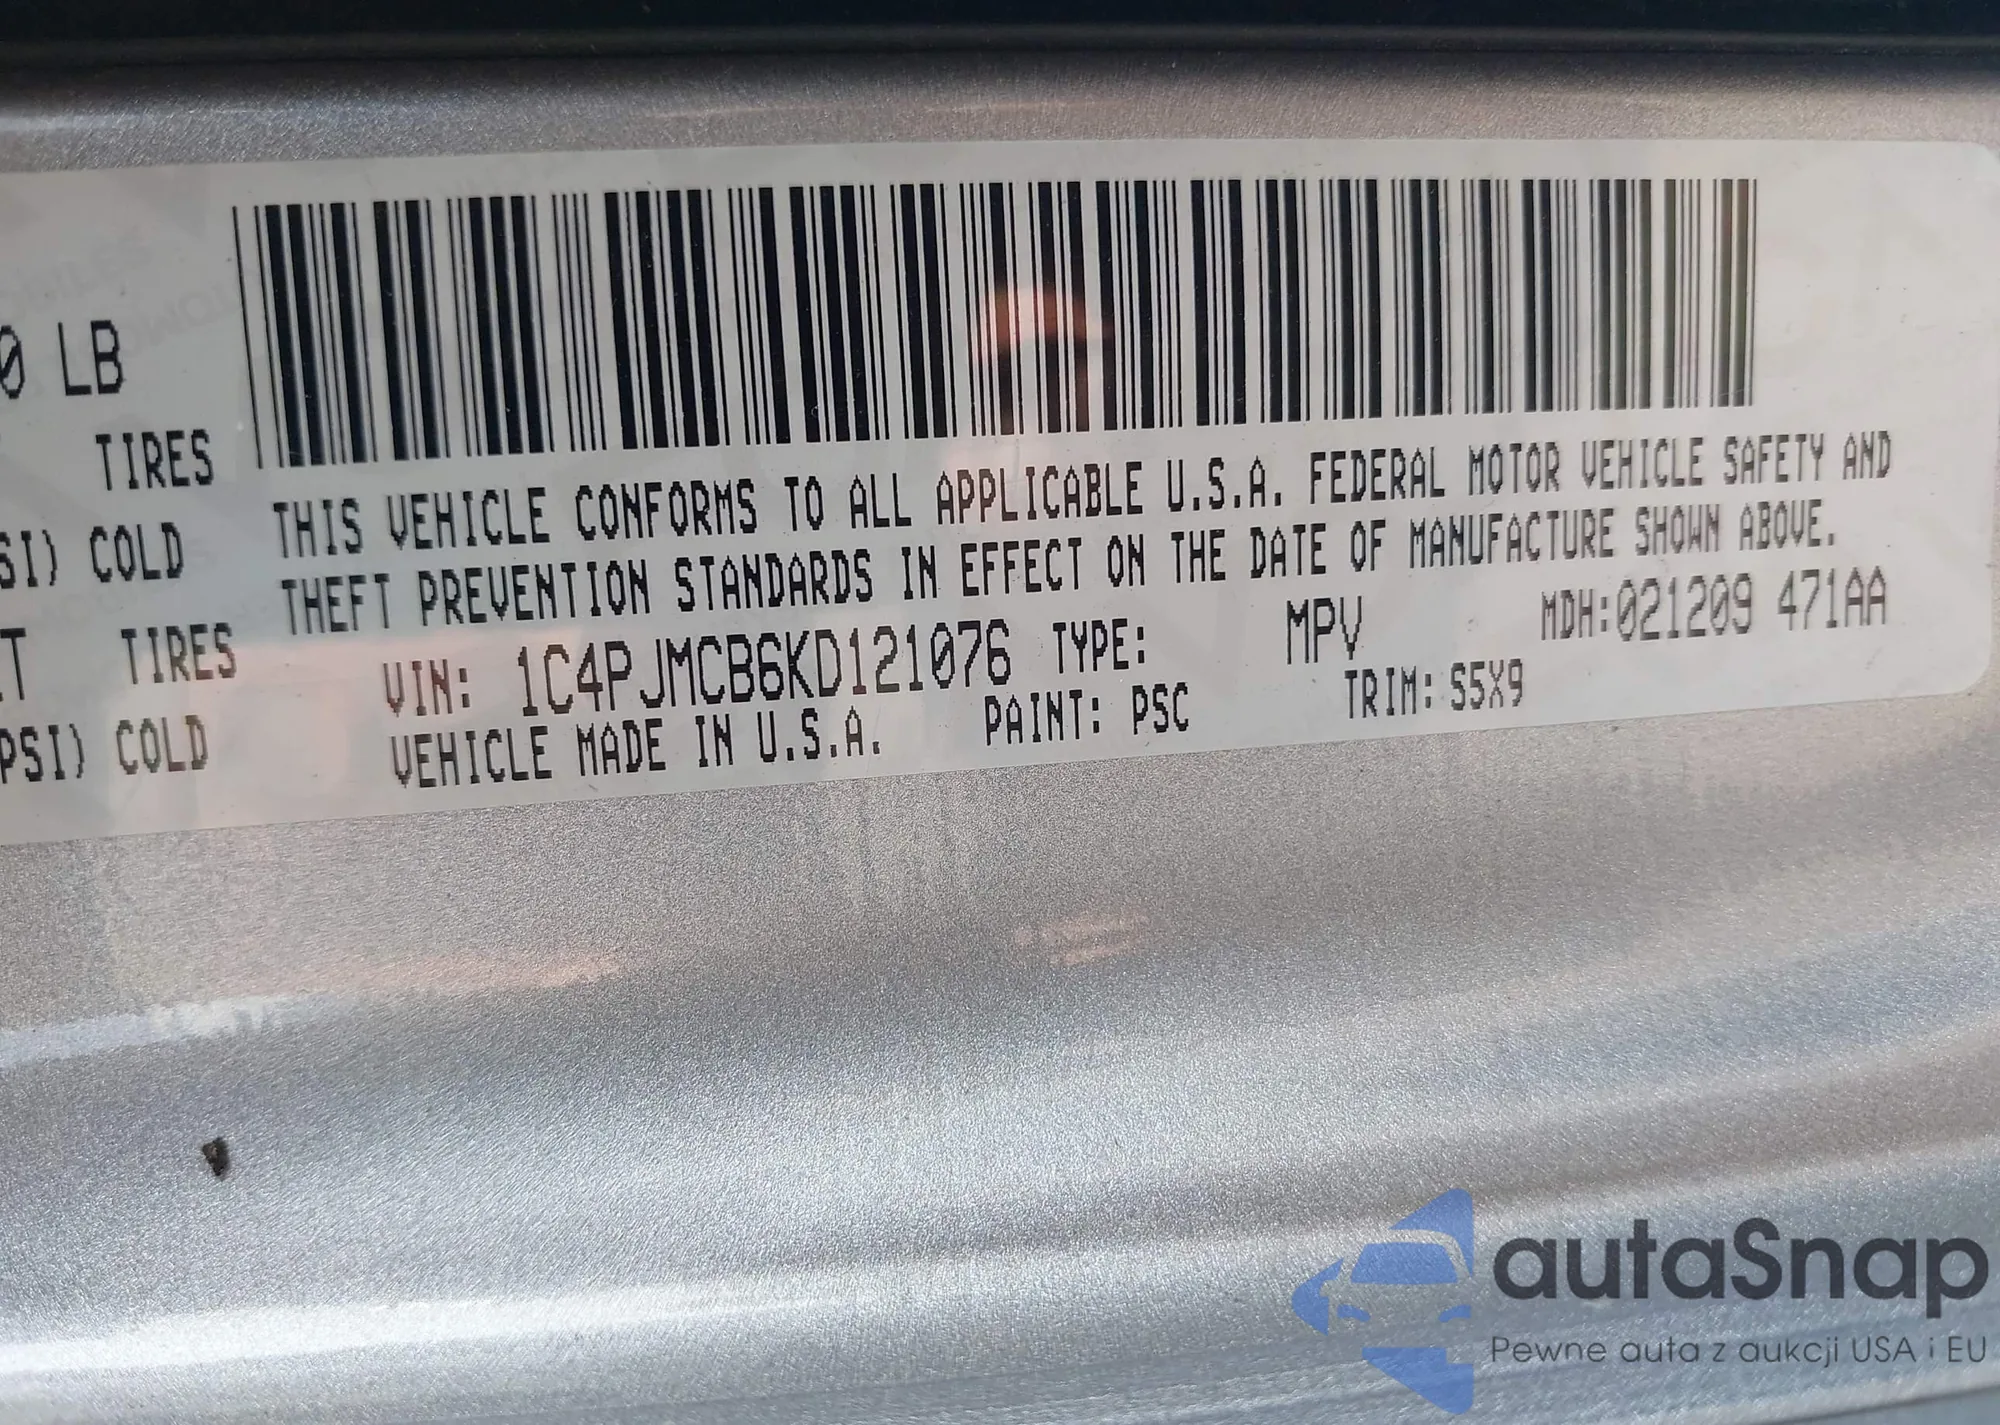 0 LB
TIRES
SI) COLD
T TIRES
PSI) COLD
THIS VEHICLE CONFORMS TO ALL APPLICABLE U.S.A. FEDERAL MOTOR VEHICLE SAFETY AND
THEFT PREVENTION STANDARDS IN EFFECT ON THE DATE OF MANUFACTURE SHOWN ABOVE.
VIN: 1C4PJMCB6KD121076 TYPE: MPV MDH:021209 471AA
VEHICLE MADE IN U.S.A. PAINT: PSC TRIM: S5X9
autaSnap
Pewne auta z aukcji USA i EU